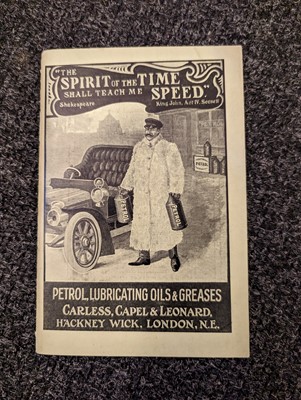 "THE
SPIRIT OF THE TIME
SHALL TEACH ME SPEED."
Shakespeare King John, Act IV. Scene II
PETROL
PETROL
PETROL
PETROL, LUBRICATING OILS & GREASES
CARLESS, CAPEL & LEONARD,
HACKNEY WICK, LONDON, N.E.